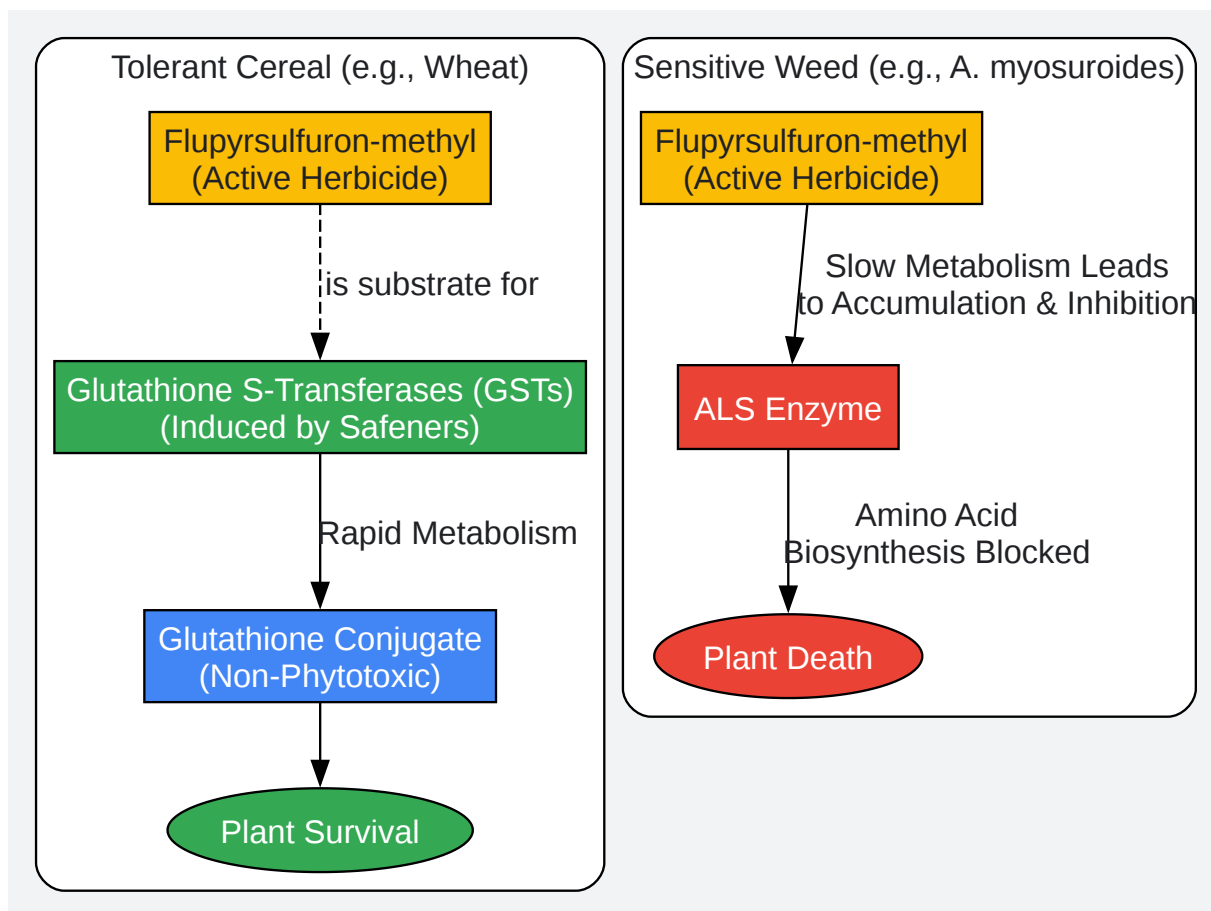 Tolerant Cereal (e.g., Wheat)
Flupyrsulfuron-methyl
(Active Herbicide)
is substrate for
Glutathione S-Transferases (GSTs)
(Induced by Safeners)
Rapid Metabolism
Glutathione Conjugate
(Non-Phytotoxic)
Plant Survival
Sensitive Weed (e.g., A. myosuroides)
Flupyrsulfuron-methyl
(Active Herbicide)
Slow Metabolism Leads
to Accumulation & Inhibition
ALS Enzyme
Amino Acid
Biosynthesis Blocked
Plant Death